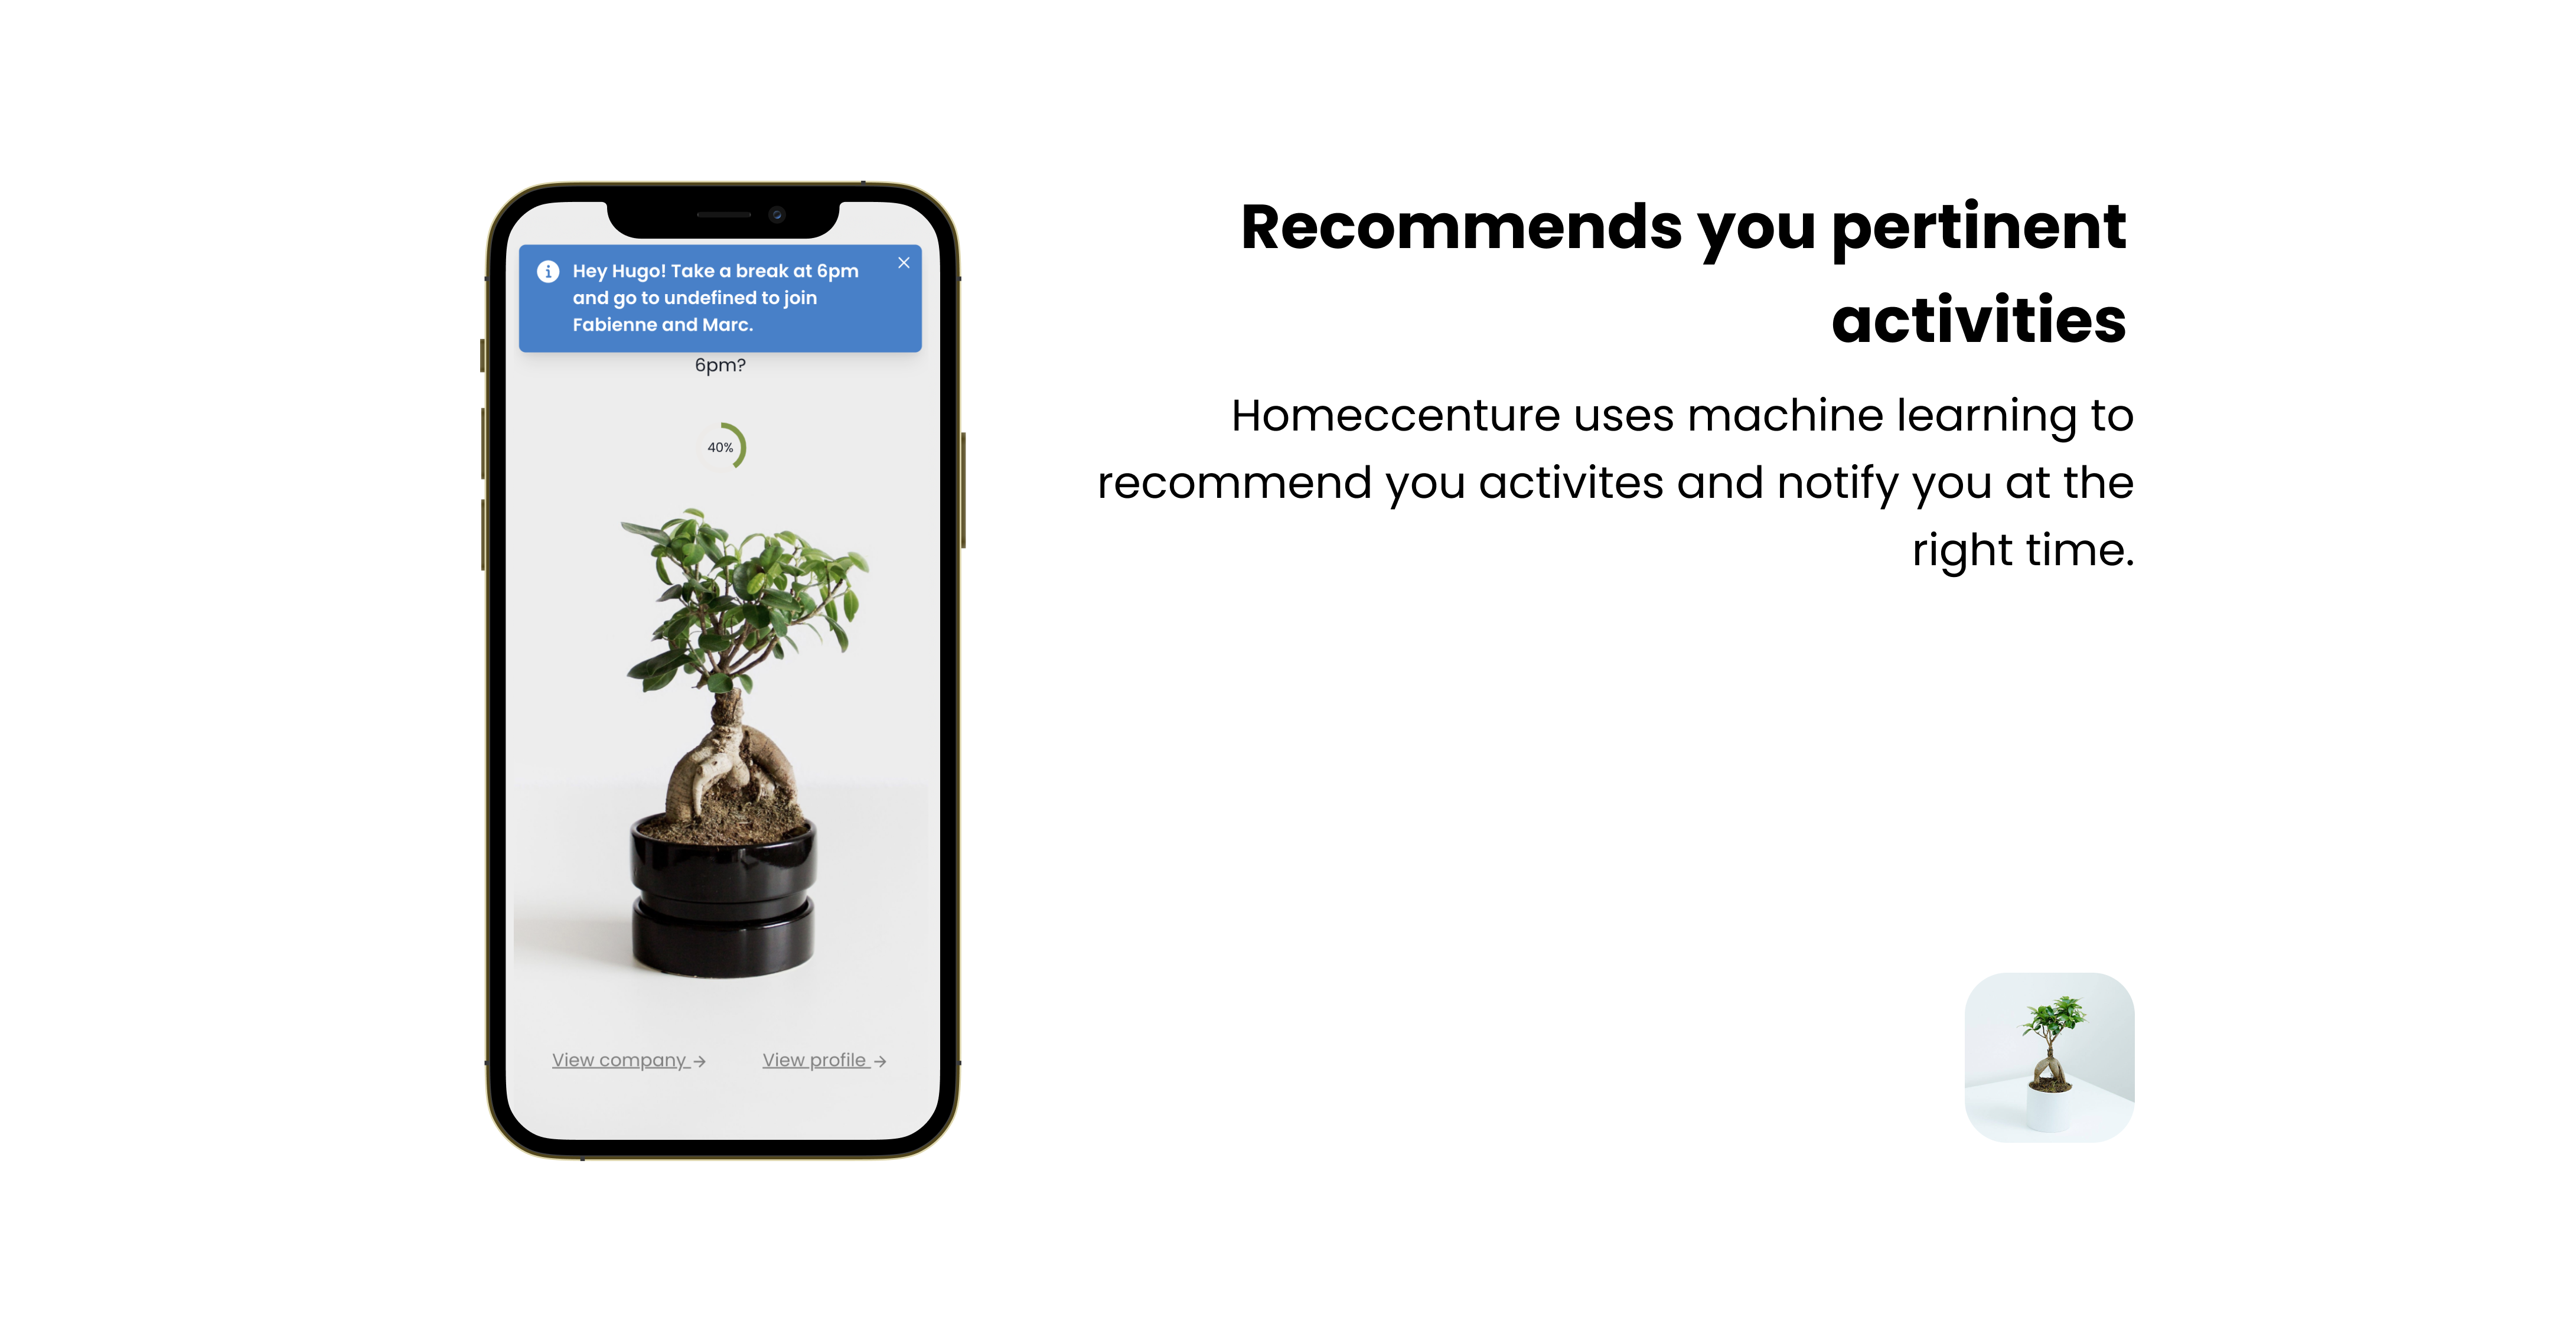 Hey Hugo! Take a break at 6pm
and go to undefined to join
Fabienne and Marc.
6pm?
40%
View company →
View profile →
Recommends you pertinent
activities
Homeccenture uses machine learning to
recommend you activites and notify you at the
right time.